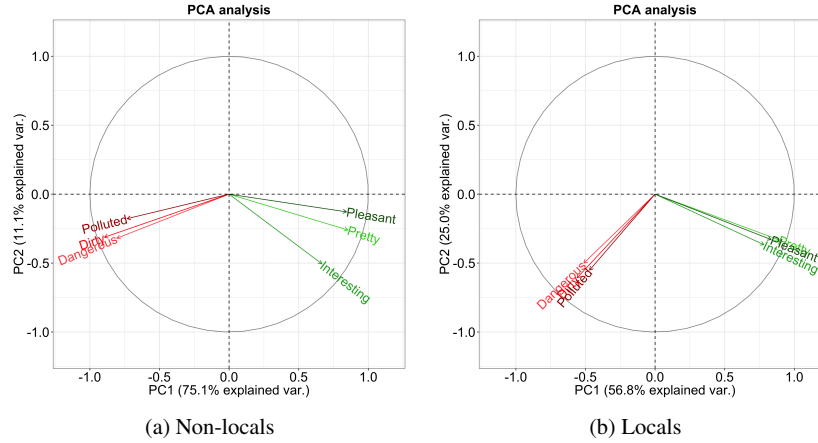 PCA analysis
PC2 (11.1% explained var.)
1.0
0.5
0.0
-0.5
-1.0
Polluted
Dirty
Dangerous
Pleasant
Pretty
Interesting
-1.0 -0.5 0.0 0.5 1.0
PC1 (75.1% explained var.)
(a) Non-locals
PCA analysis
PC2 (25.0% explained var.)
1.0
0.5
0.0
-0.5
-1.0
Dangerous
Dirty
Polluted
Pretty
Pleasant
Interesting
-1.0 -0.5 0.0 0.5 1.0
PC1 (56.8% explained var.)
(b) Locals